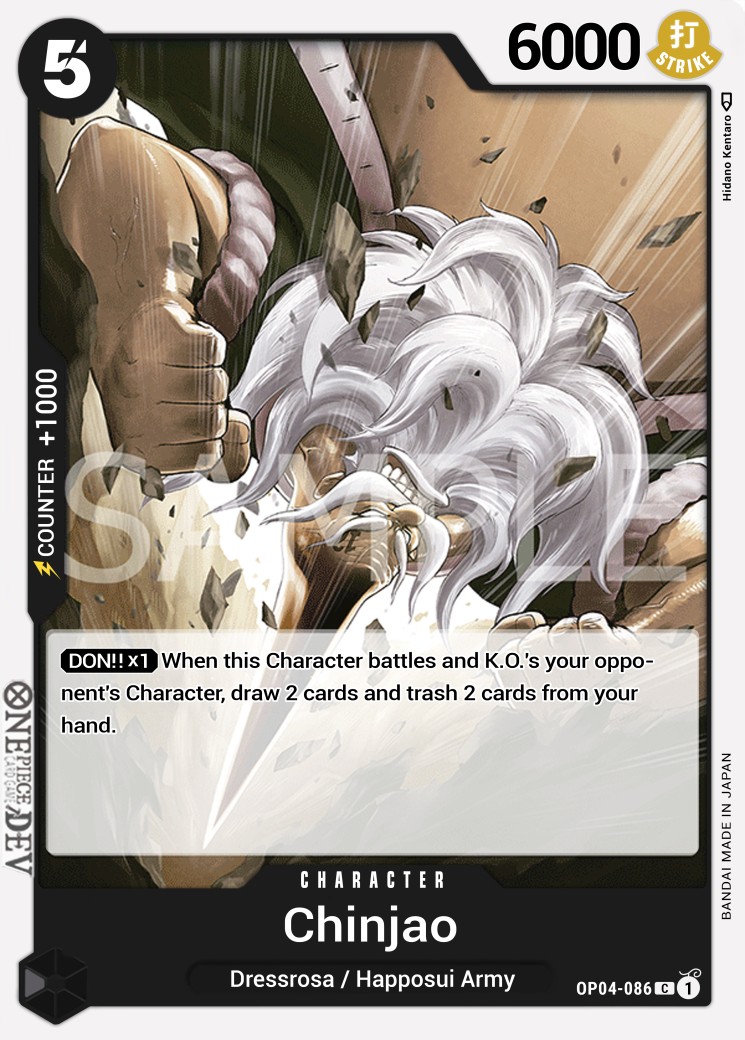 5
6000
打
STRIKE
Hidano Kentaro
COUNTER +1000
SAMPLE
DON!! x1 When this Character battles and K.O.'s your oppo-
nent's Character, draw 2 cards and trash 2 cards from your
hand.
ONE PIECE
CARD GAME
.DEV
BANDAI MADE IN JAPAN
CHARACTER
Chinjao
Dressrosa / Happosui Army
OP04-086 C 1